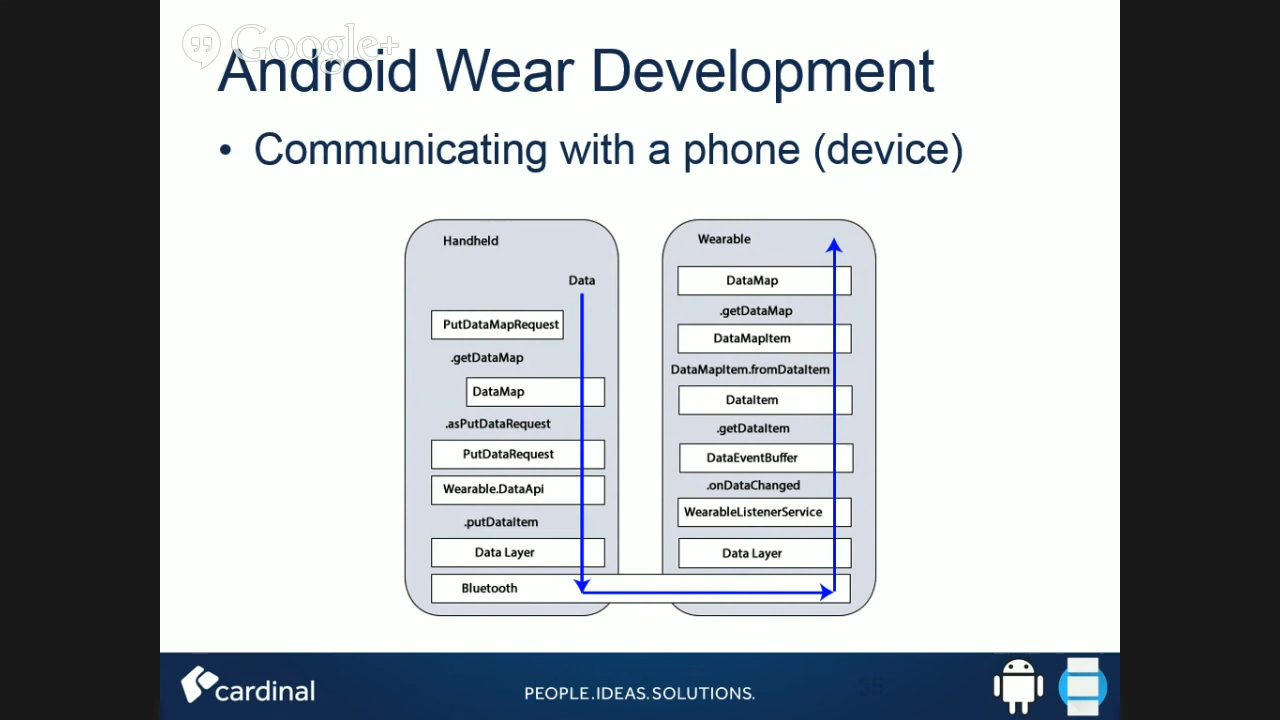 Google+
Android Wear Development
• Communicating with a phone (device)
Handheld
Data
PutDataMapRequest
.getDataMap
DataMap
.asPutDataRequest
PutDataRequest
Wearable.DataApi
.putDataItem
Data Layer
Bluetooth
Wearable
DataMap
.getDataMap
DataMapItem
DataMapItem.fromDataItem
DataItem
.getDataItem
DataEventBuffer
.onDataChanged
WearableListenerService
Data Layer
cardinal
PEOPLE.IDEAS.SOLUTIONS.
35